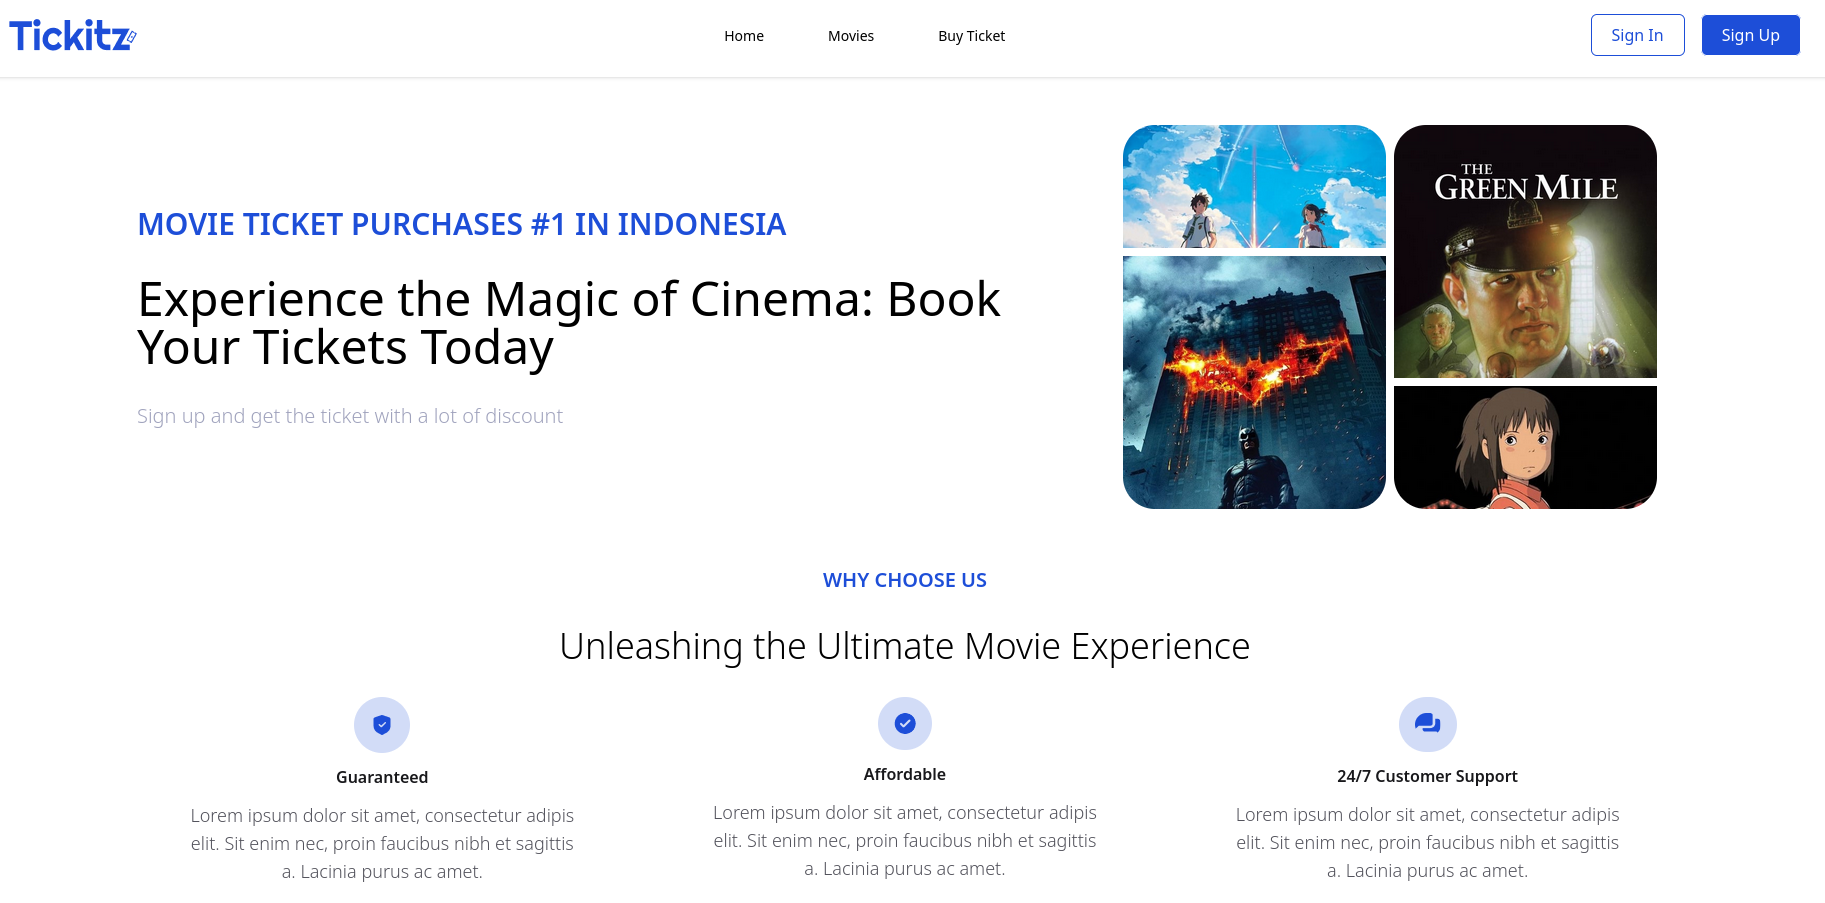 Tickitz
Home
Movies
Buy Ticket
Sign In
Sign Up
MOVIE TICKET PURCHASES #1 IN INDONESIA
Experience the Magic of Cinema: Book
Your Tickets Today
Sign up and get the ticket with a lot of discount
THE
GREEN MILE
WHY CHOOSE US
Unleashing the Ultimate Movie Experience
Guaranteed
Lorem ipsum dolor sit amet, consectetur adipis
elit. Sit enim nec, proin faucibus nibh et sagittis
a. Lacinia purus ac amet.
Affordable
Lorem ipsum dolor sit amet, consectetur adipis
elit. Sit enim nec, proin faucibus nibh et sagittis
a. Lacinia purus ac amet.
24/7 Customer Support
Lorem ipsum dolor sit amet, consectetur adipis
elit. Sit enim nec, proin faucibus nibh et sagittis
a. Lacinia purus ac amet.